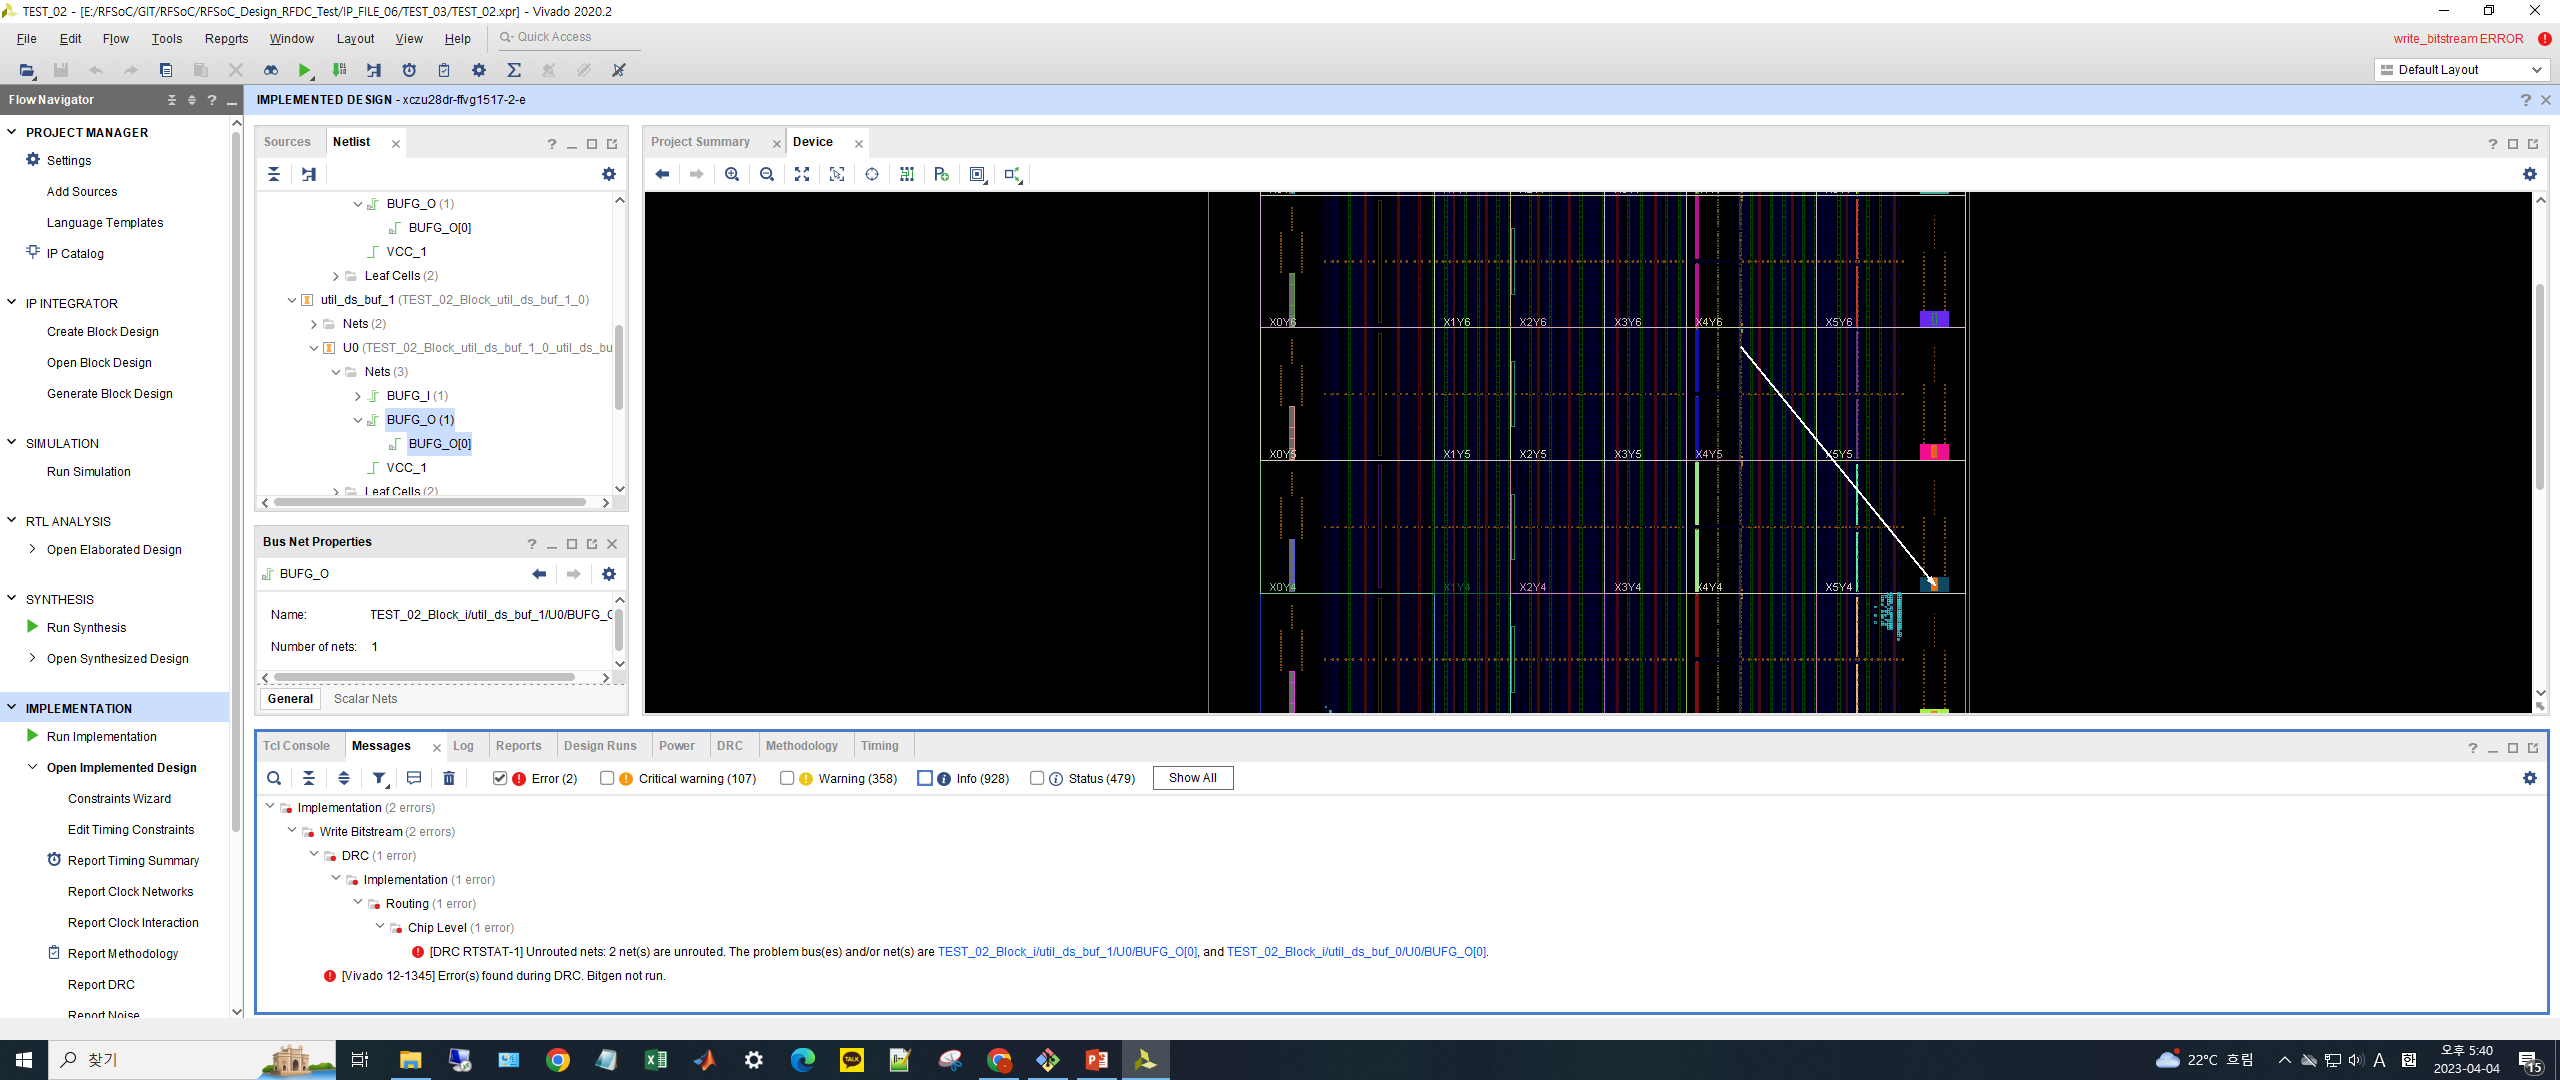 TEST_02 - [E:/RFSoC/GIT/RFSoC/RFSoC_Design_RFDC_Test/IP_FILE_06/TEST_03/TEST_02.xpr] - Vivado 2020.2
File Edit Flow Tools Reports Window Layout View Help Quick Access
write_bitstream ERROR
Default Layout
Flow Navigator
IMPLEMENTED DESIGN - xczu28dr-ffvg1517-2-e
PROJECT MANAGER
Settings
Add Sources
Language Templates
IP Catalog
IP INTEGRATOR
Create Block Design
Open Block Design
Generate Block Design
SIMULATION
Run Simulation
RTL ANALYSIS
Open Elaborated Design
SYNTHESIS
Run Synthesis
Open Synthesized Design
IMPLEMENTATION
Run Implementation
Open Implemented Design
Constraints Wizard
Edit Timing Constraints
Report Timing Summary
Report Clock Networks
Report Clock Interaction
Report Methodology
Report DRC
Report Noise
Sources Netlist
BUFG_O (1)
BUFG_O[0]
VCC_1
Leaf Cells (2)
util_ds_buf_1 (TEST_02_Block_util_ds_buf_1_0)
Nets (2)
U0 (TEST_02_Block_util_ds_buf_1_0_util_ds_bu
Nets (3)
BUFG_I (1)
BUFG_O (1)
BUFG_O[0]
VCC_1
Leaf Cells (2)
Bus Net Properties
BUFG_O
Name: TEST_02_Block_i/util_ds_buf_1/U0/BUFG_O
Number of nets: 1
General Scalar Nets
Project Summary Device
X0Y6 X1Y6 X2Y6 X3Y6 X4Y6 X5Y6
X0Y5 X1Y5 X2Y5 X3Y5 X4Y5 X5Y5
X0Y4 X1Y4 X2Y4 X3Y4 X4Y4 X5Y4
Tcl Console Messages Log Reports Design Runs Power DRC Methodology Timing
Error (2) Critical warning (107) Warning (358) Info (928) Status (479) Show All
Implementation (2 errors)
Write Bitstream (2 errors)
DRC (1 error)
Implementation (1 error)
Routing (1 error)
Chip Level (1 error)
[DRC RTSTAT-1] Unrouted nets: 2 net(s) are unrouted. The problem bus(es) and/or net(s) are TEST_02_Block_i/util_ds_buf_1/U0/BUFG_O[0], and TEST_02_Block_i/util_ds_buf_0/U0/BUFG_O[0].
[Vivado 12-1345] Error(s) found during DRC. Bitgen not run.
찾기
TALK
22°C 흐림
A 한
오후 5:40
2023-04-04
15